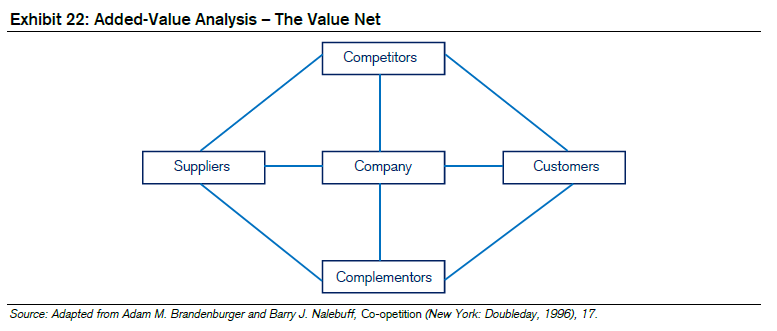 Exhibit 22: Added-Value Analysis – The Value Net
Competitors
Suppliers
Company
Customers
Complementors
Source: Adapted from Adam M. Brandenburger and Barry J. Nalebuff, Co-opetition (New York: Doubleday, 1996), 17.